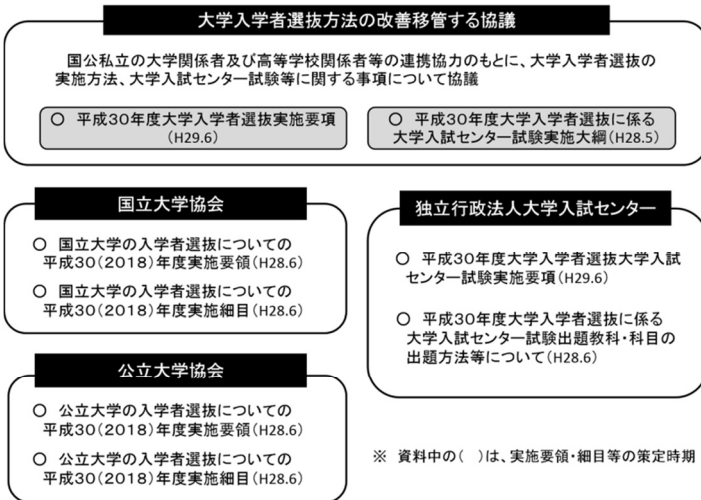 大学入学者選抜方法の改善移管する協議
国公私立の大学関係者及び高等学校関係者等の連携協力のもとに、大学入学者選抜の
実施方法、大学入試センター試験等に関する事項について協議
○ 平成30年度大学入学者選抜実施要項
(H29.6)
○ 平成30年度大学入学者選抜に係る
大学入試センター試験実施大綱(H28.5)
国立大学協会
○ 国立大学の入学者選抜についての
平成30(2018)年度実施要領(H28.6)
○ 国立大学の入学者選抜についての
平成30(2018)年度実施細目(H28.6)
公立大学協会
○ 公立大学の入学者選抜についての
平成30(2018)年度実施要領(H28.6)
○ 公立大学の入学者選抜についての
平成30(2018)年度実施細目(H28.6)
独立行政法人大学入試センター
○ 平成30年度大学入学者選抜大学入試
センター試験実施要項(H29.6)
○ 平成30年度大学入学者選抜に係る
大学入試センター試験出題教科・科目の
出題方法等について(H28.6)
※ 資料中の( )は、実施要領・細目等の策定時期